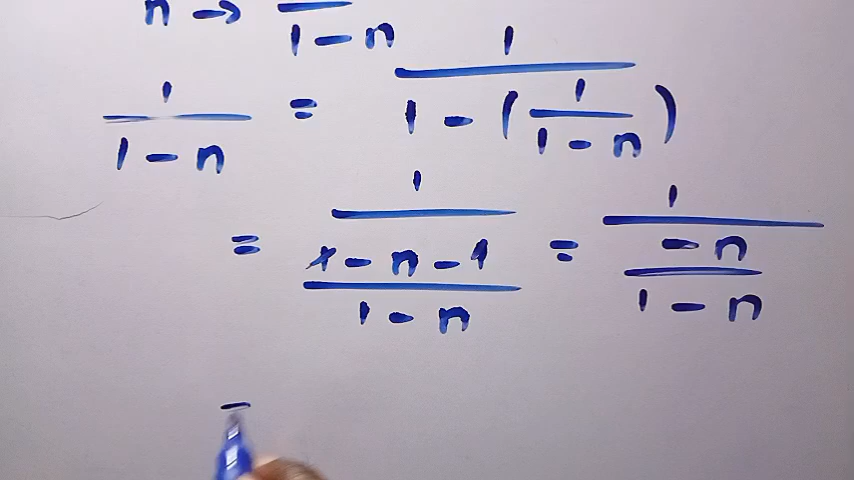 n → 1/(1 - n)
1/(1 - n) = 1/(1 - (1/(1 - n)))
= 1/((1 - n - 1)/(1 - n)) = 1/((- n)/(1 - n))